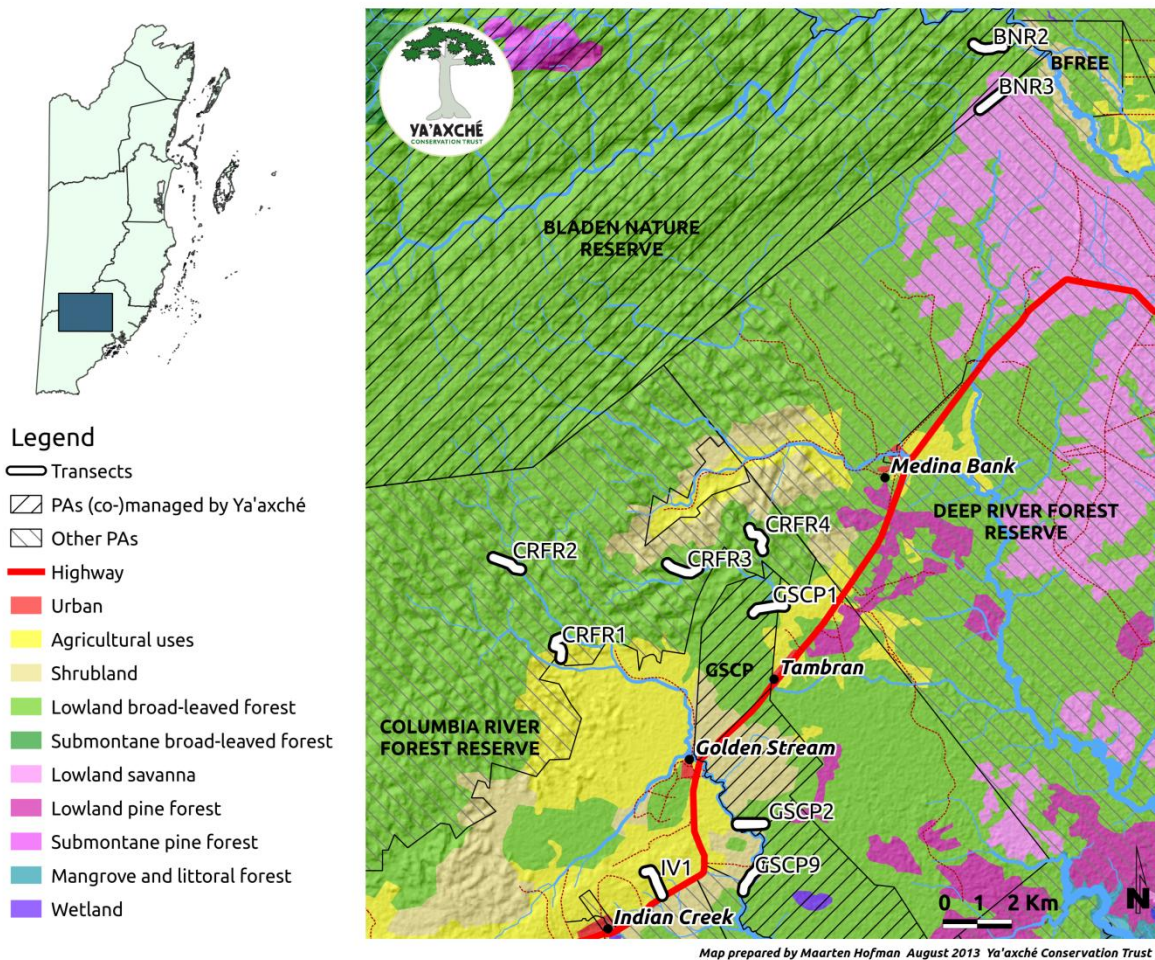 YA'AXCHÉ
CONSERVATION TRUST
BNR2
BFREE
BNR3
BLADEN NATURE
RESERVE
Legend
Transects
PAs (co-)managed by Ya'axché
Other PAs
Highway
Urban
Agricultural uses
Shrubland
Lowland broad-leaved forest
Submontane broad-leaved forest
Lowland savanna
Lowland pine forest
Submontane pine forest
Mangrove and littoral forest
Wetland
Medina Bank
DEEP RIVER FOREST
RESERVE
CRFR4
CRFR2
CRFR3
GSCP1
CRFR1
GSCP
Tambran
COLUMBIA RIVER
FOREST RESERVE
Golden Stream
GSCP2
IV1
GSCP9
Indian Creek
0 1 2 Km
N
Map prepared by Maarten Hofman August 2013 Ya'axché Conservation Trust